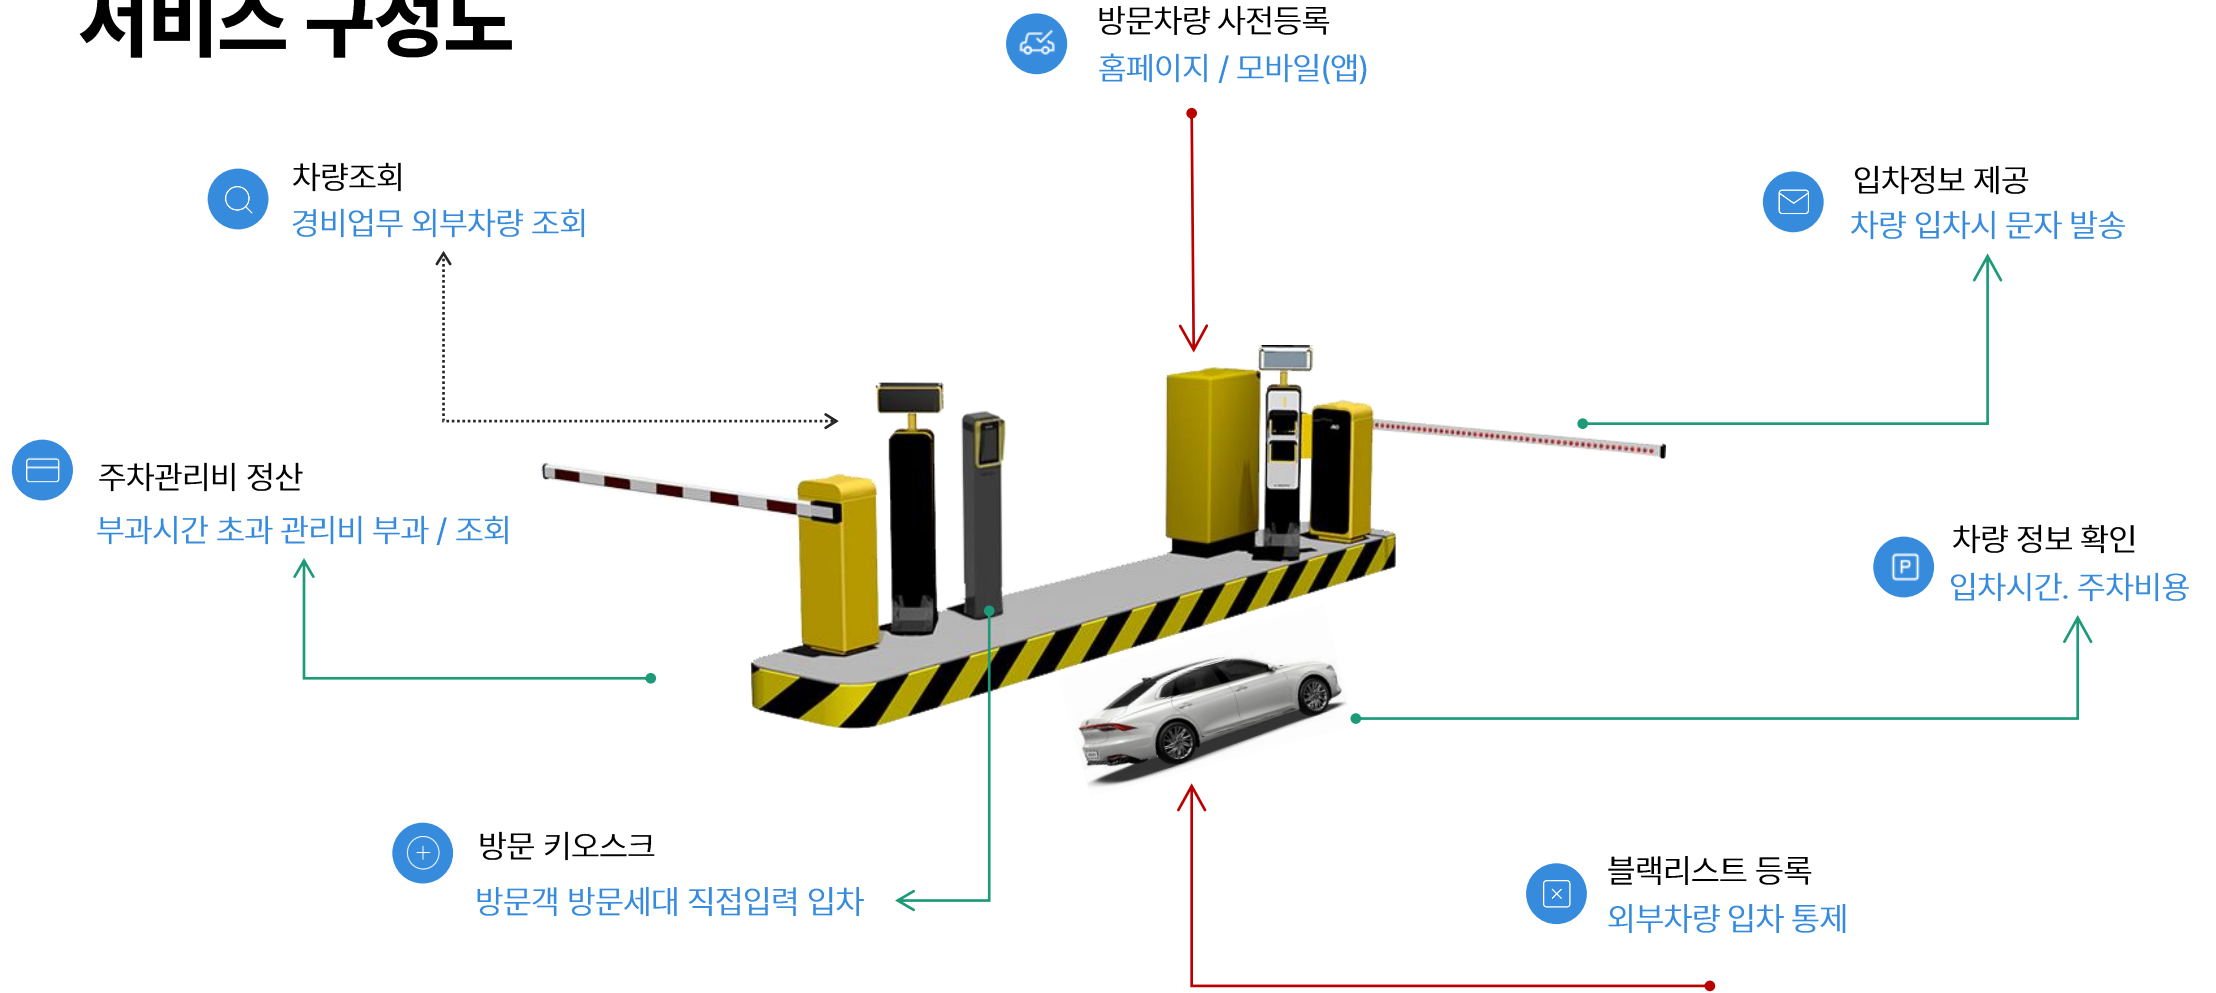 서비스 구성도
방문차량 사전등록
홈페이지 / 모바일(앱)
차량조회
경비업무 외부차량 조회
입차정보 제공
차량 입차시 문자 발송
주차관리비 정산
부과시간 초과 관리비 부과 / 조회
차량 정보 확인
입차시간. 주차비용
P
방문 키오스크
방문객 방문세대 직접입력 입차
블랙리스트 등록
외부차량 입차 통제